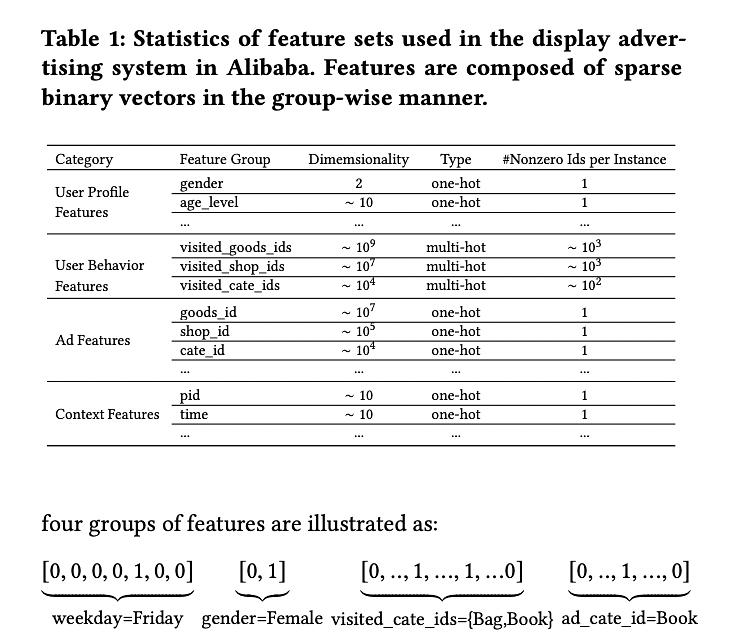 Table 1: Statistics of feature sets used in the display adver-
tising system in Alibaba. Features are composed of sparse
binary vectors in the group-wise manner.
Category Feature Group Dimemsionality Type #Nonzero Ids per Instance
User Profile Features
gender 2 one-hot 1
age_level ~ 10 one-hot 1
... ... ... ...
User Behavior Features
visited_goods_ids ~ 10⁹ multi-hot ~ 10³
visited_shop_ids ~ 10⁷ multi-hot ~ 10³
visited_cate_ids ~ 10⁴ multi-hot ~ 10²
Ad Features
goods_id ~ 10⁷ one-hot 1
shop_id ~ 10⁵ one-hot 1
cate_id ~ 10⁴ one-hot 1
... ... ... ...
Context Features
pid ~ 10 one-hot 1
time ~ 10 one-hot 1
... ... ... ...
four groups of features are illustrated as:
[0, 0, 0, 0, 1, 0, 0] [0, 1] [0, .., 1, ..., 1, ...0] [0, .., 1, ..., 0]
weekday=Friday gender=Female visited_cate_ids={Bag,Book} ad_cate_id=Book